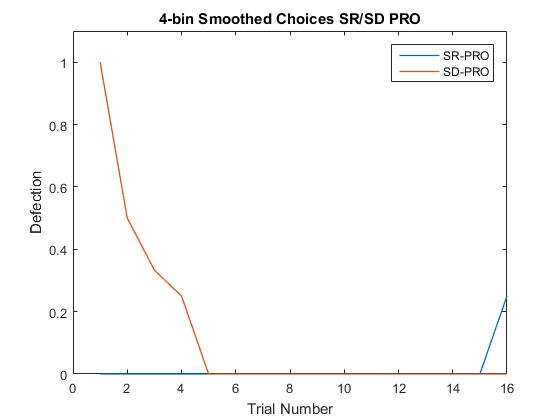 4-bin Smoothed Choices SR/SD PRO
SR-PRO
SD-PRO
1
0.8
0.6
0.4
0.2
0
Defection
0 2 4 6 8 10 12 14 16
Trial Number